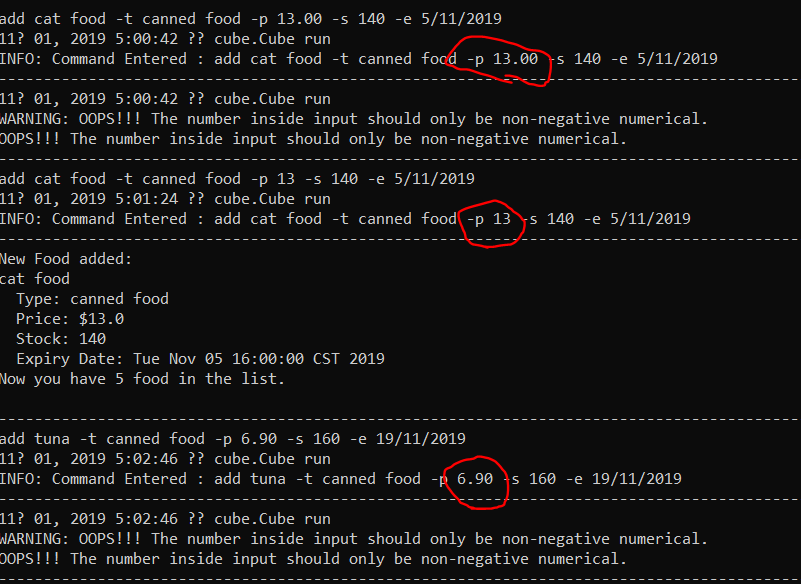 add cat food -t canned food -p 13.00 -s 140 -e 5/11/2019
11? 01, 2019 5:00:42 ?? cube.Cube run
INFO: Command Entered : add cat food -t canned food -p 13.00 -s 140 -e 5/11/2019
--------------------------------------------------------------------------------
11? 01, 2019 5:00:42 ?? cube.Cube run
WARNING: OOPS!!! The number inside input should only be non-negative numerical.
OOPS!!! The number inside input should only be non-negative numerical.
--------------------------------------------------------------------------------
add cat food -t canned food -p 13 -s 140 -e 5/11/2019
11? 01, 2019 5:01:24 ?? cube.Cube run
INFO: Command Entered : add cat food -t canned food -p 13 -s 140 -e 5/11/2019
--------------------------------------------------------------------------------
New Food added:
cat food
  Type: canned food
  Price: $13.0
  Stock: 140
  Expiry Date: Tue Nov 05 16:00:00 CST 2019
Now you have 5 food in the list.
--------------------------------------------------------------------------------
add tuna -t canned food -p 6.90 -s 160 -e 19/11/2019
11? 01, 2019 5:02:46 ?? cube.Cube run
INFO: Command Entered : add tuna -t canned food -p 6.90 -s 160 -e 19/11/2019
--------------------------------------------------------------------------------
11? 01, 2019 5:02:46 ?? cube.Cube run
WARNING: OOPS!!! The number inside input should only be non-negative numerical.
OOPS!!! The number inside input should only be non-negative numerical.
--------------------------------------------------------------------------------